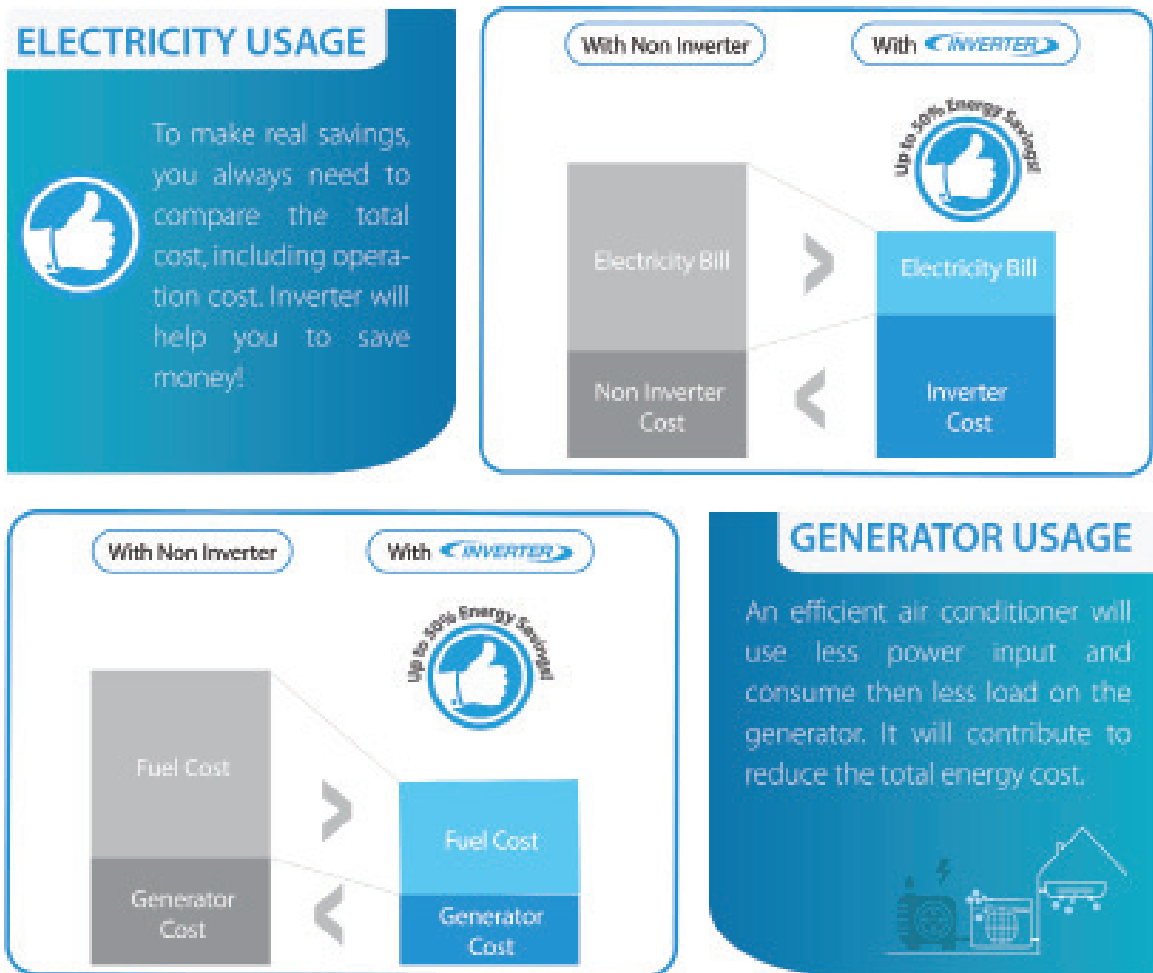 ELECTRICITY USAGE
To make real savings,
you always need to
compare the total
cost, including opera-
tion cost. Inverter will
help you to save
money!
With Non Inverter
With INVERTER
Up to 50% Energy Savings!
Electricity Bill
Electricity Bill
>
Non Inverter
Cost
Inverter
Cost
<
With Non Inverter
With INVERTER
Up to 50% Energy Savings!
Fuel Cost
>
Fuel Cost
Generator
Cost
<
Generator
Cost
GENERATOR USAGE
An efficient air conditioner will
use less power input and
consume then less load on the
generator. It will contribute to
reduce the total energy cost.